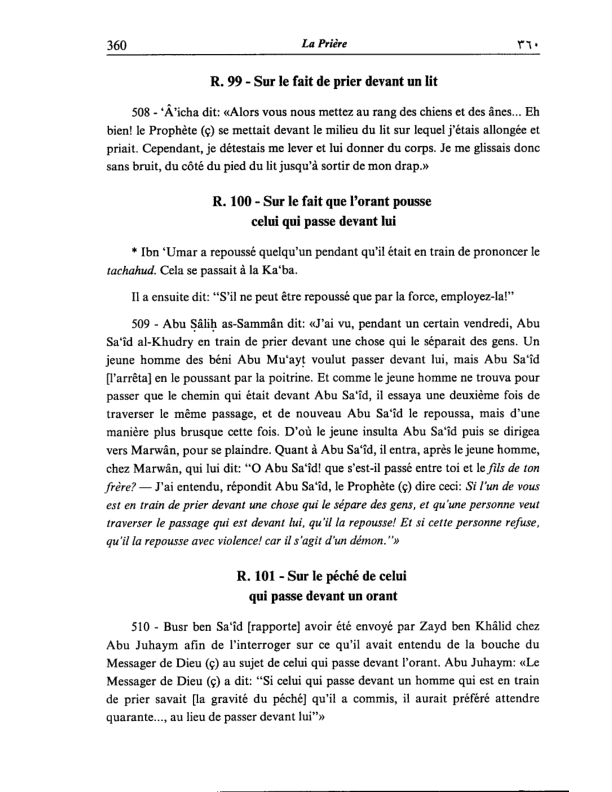 360 La Prière ٣٦٠
R. 99 - Sur le fait de prier devant un lit
508 - ‘Â’icha dit: «Alors vous nous mettez au rang des chiens et des ânes... Eh
bien! le Prophète (ç) se mettait devant le milieu du lit sur lequel j’étais allongée et
priait. Cependant, je détestais me lever et lui donner du corps. Je me glissais donc
sans bruit, du côté du pied du lit jusqu’à sortir de mon drap.»
R. 100 - Sur le fait que l’orant pousse
celui qui passe devant lui
* Ibn ‘Umar a repoussé quelqu’un pendant qu’il était en train de prononcer le
tachahud. Cela se passait à la Ka‘ba.
Il a ensuite dit: “S’il ne peut être repoussé que par la force, employez-la!”
509 - Abu Ṣâliḥ as-Sammân dit: «J’ai vu, pendant un certain vendredi, Abu
Sa‘îd al-Khudry en train de prier devant une chose qui le séparait des gens. Un
jeune homme des béni Abu Mu‘ayṭ voulut passer devant lui, mais Abu Sa‘îd
[l’arrêta] en le poussant par la poitrine. Et comme le jeune homme ne trouva pour
passer que le chemin qui était devant Abu Sa‘îd, il essaya une deuxième fois de
traverser le même passage, et de nouveau Abu Sa‘îd le repoussa, mais d’une
manière plus brusque cette fois. D’où le jeune insulta Abu Sa‘îd puis se dirigea
vers Marwân, pour se plaindre. Quant à Abu Sa‘îd, il entra, après le jeune homme,
chez Marwân, qui lui dit: “O Abu Sa‘îd! que s’est-il passé entre toi et le fils de ton
frère? — J’ai entendu, répondit Abu Sa‘îd, le Prophète (ç) dire ceci: Si l’un de vous
est en train de prier devant une chose qui le sépare des gens, et qu’une personne veut
traverser le passage qui est devant lui, qu’il la repousse! Et si cette personne refuse,
qu’il la repousse avec violence! car il s’agit d’un démon.”»
R. 101 - Sur le péché de celui
qui passe devant un orant
510 - Busr ben Sa‘îd [rapporte] avoir été envoyé par Zayd ben Khâlid chez
Abu Juhaym afin de l’interroger sur ce qu’il avait entendu de la bouche du
Messager de Dieu (ç) au sujet de celui qui passe devant l’orant. Abu Juhaym: «Le
Messager de Dieu (ç) a dit: “Si celui qui passe devant un homme qui est en train
de prier savait [la gravité du péché] qu’il a commis, il aurait préféré attendre
quarante..., au lieu de passer devant lui”»